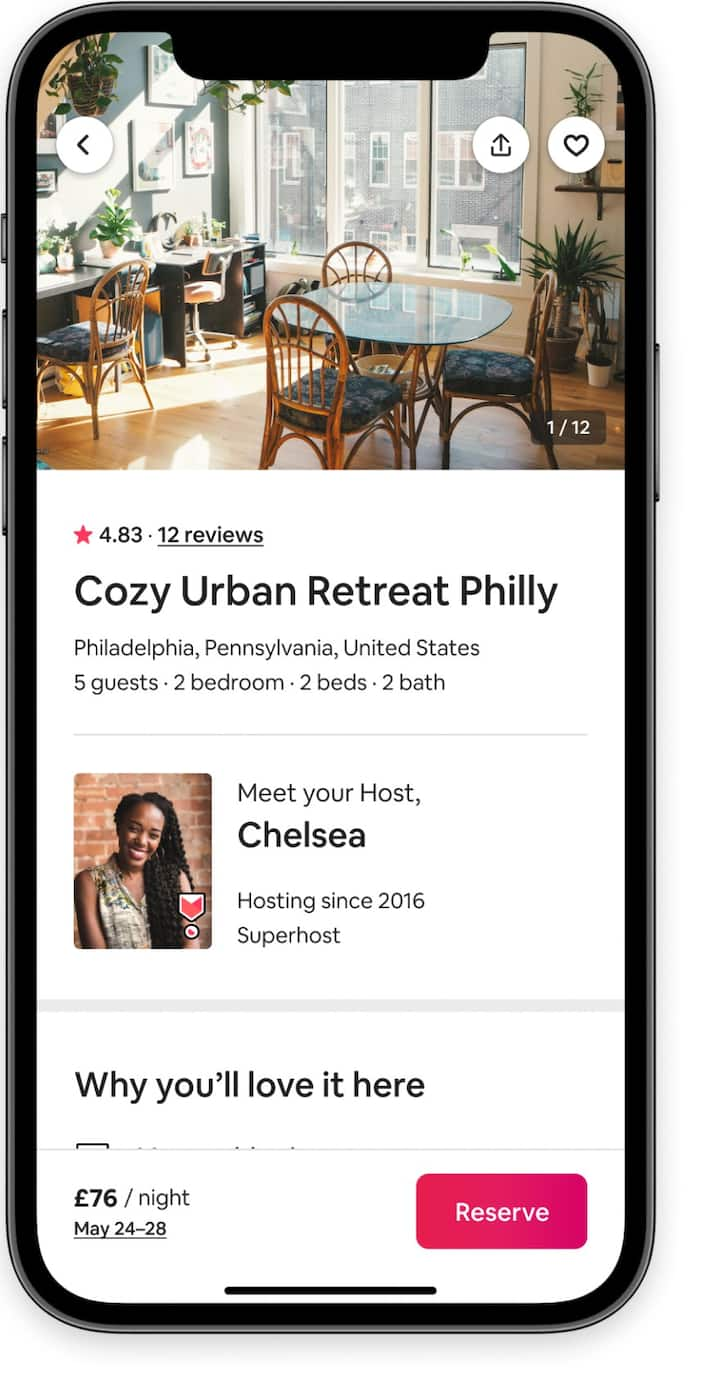 1 / 12
4.83 · 12 reviews
Cozy Urban Retreat Philly
Philadelphia, Pennsylvania, United States
5 guests · 2 bedroom · 2 beds · 2 bath
Meet your Host,
Chelsea
Hosting since 2016
Superhost
Why you’ll love it here
£76 / night
May 24–28
Reserve